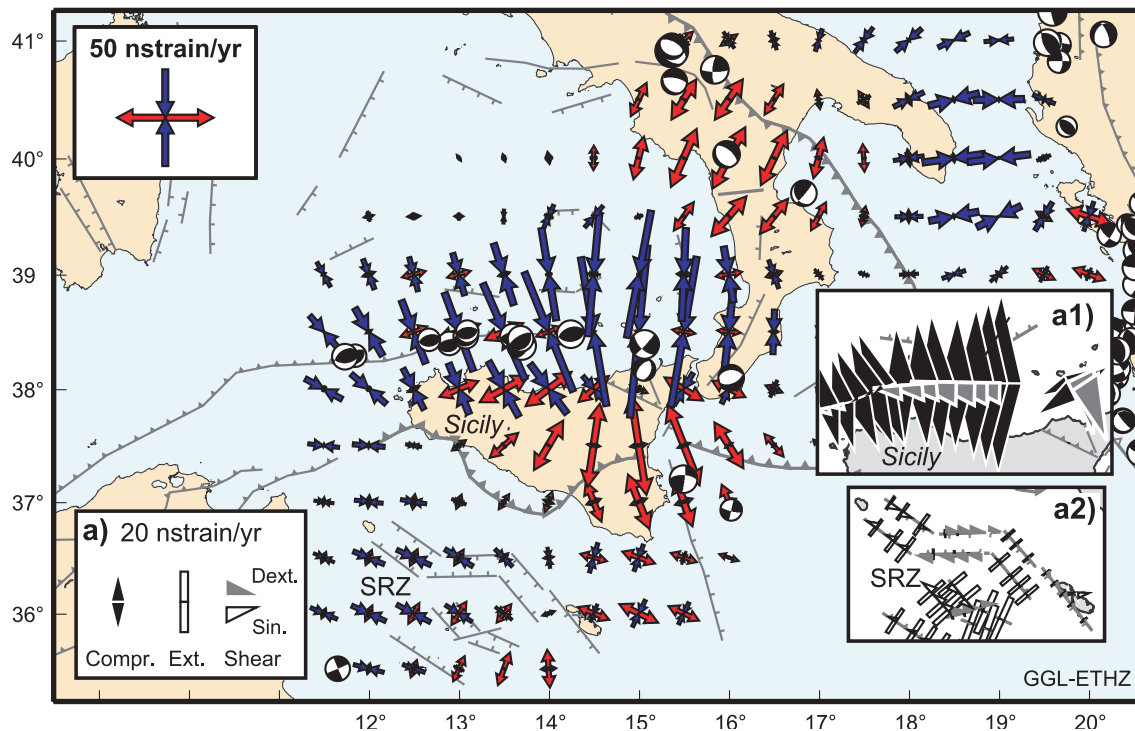 50 nstrain/yr
41°
40°
39°
38°
37°
36°
Sicily
a1)
Sicily
a) 20 nstrain/yr
Dext.
Sin.
Compr. Ext. Shear
SRZ
a2)
SRZ
GGL-ETHZ
12° 13° 14° 15° 16° 17° 18° 19° 20°